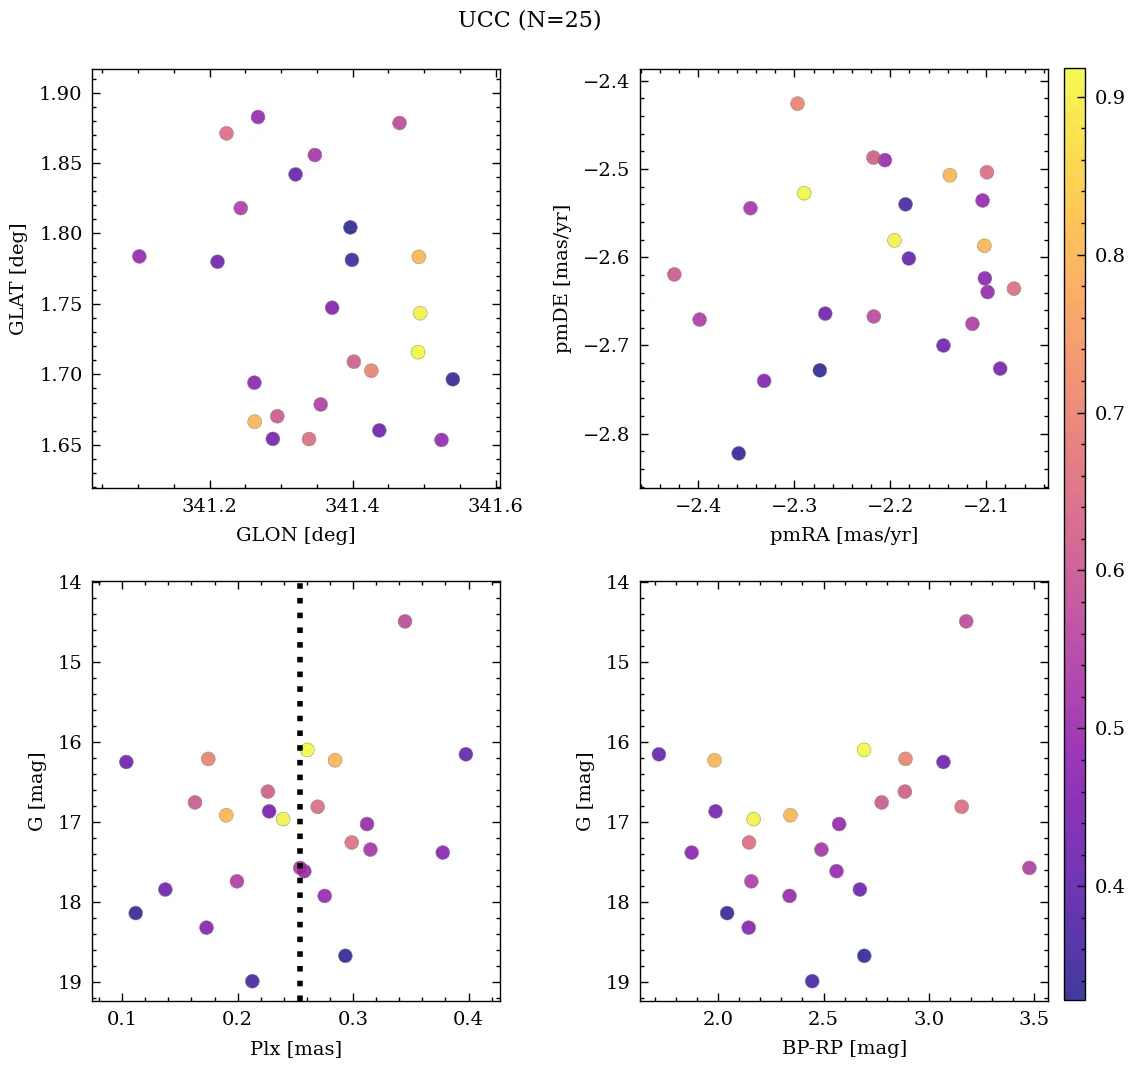 UCC (N=25)
1.90
1.85
1.80
1.75
1.70
1.65
GLAT [deg]
341.2 341.4 341.6
GLON [deg]
−2.4
−2.5
−2.6
−2.7
−2.8
pmDE [mas/yr]
−2.4 −2.3 −2.2 −2.1
pmRA [mas/yr]
14
15
16
17
18
19
G [mag]
0.1 0.2 0.3 0.4
Plx [mas]
14
15
16
17
18
19
G [mag]
2.0 2.5 3.0 3.5
BP-RP [mag]
0.9
0.8
0.7
0.6
0.5
0.4